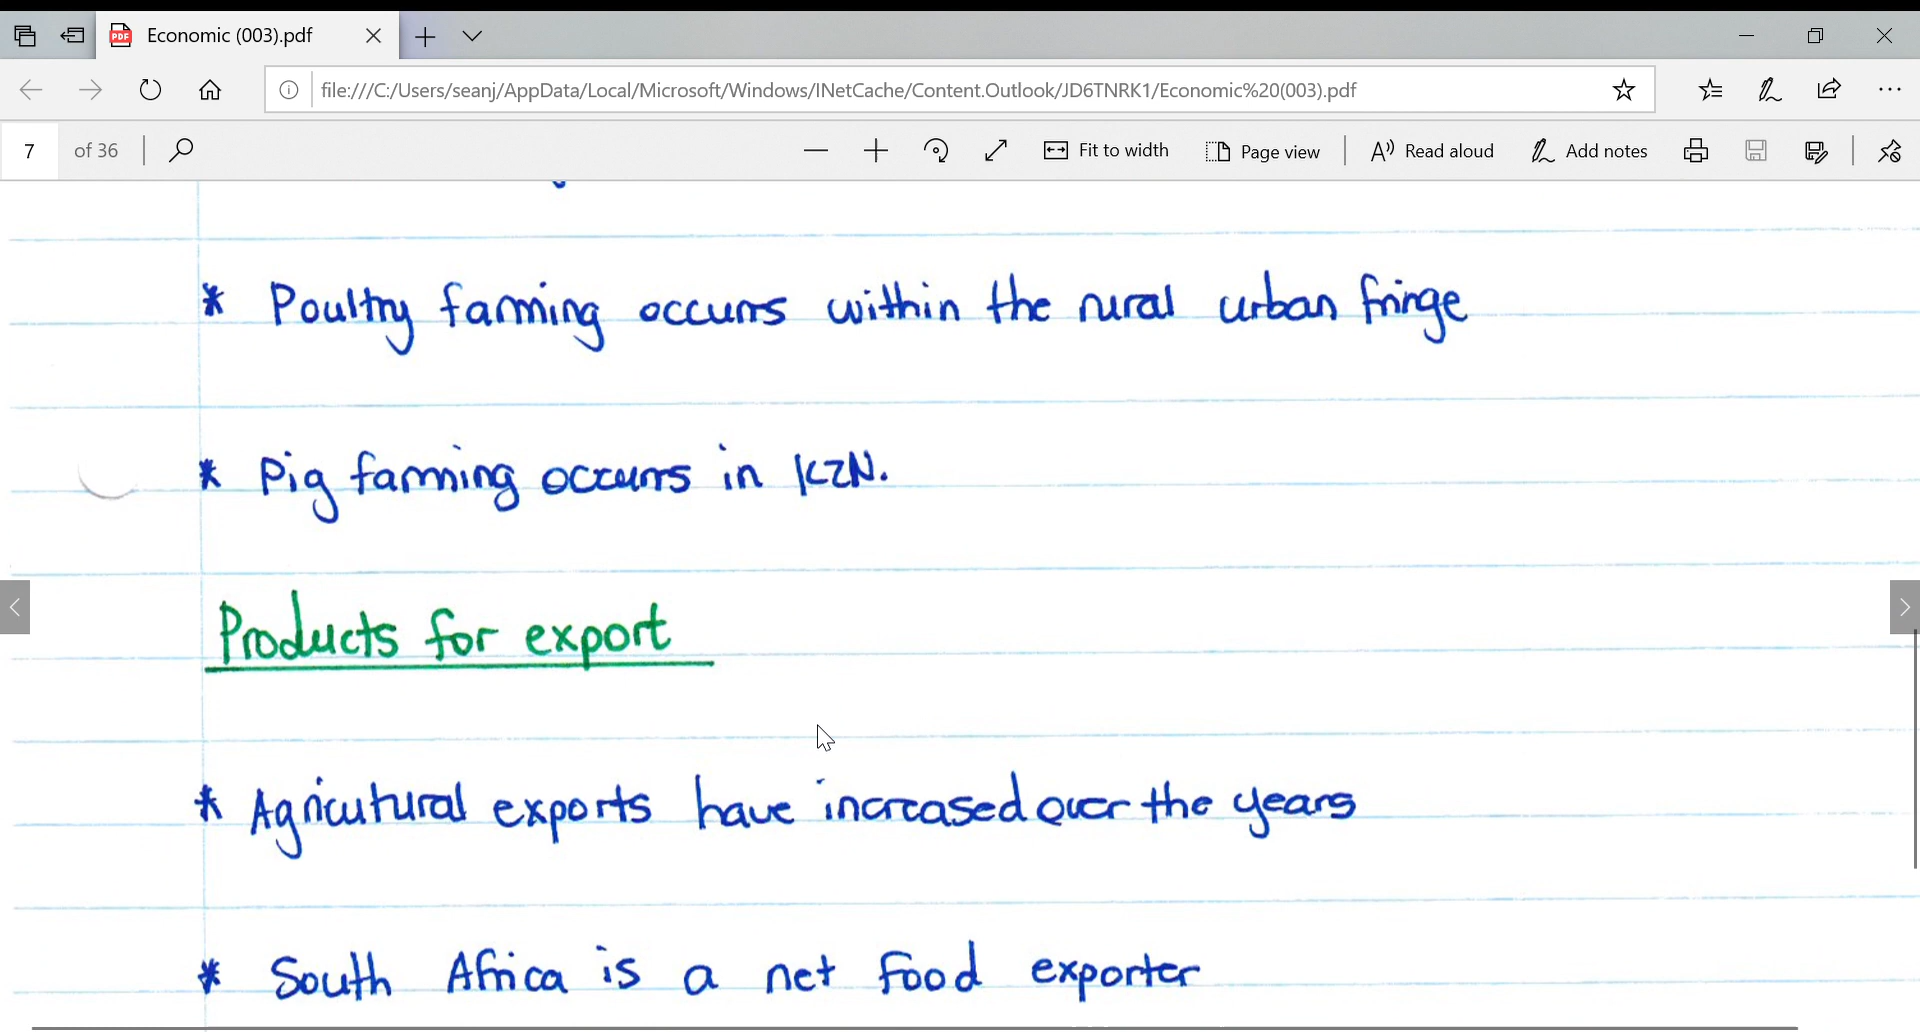 Economic (003).pdf
file:///C:/Users/seanj/AppData/Local/Microsoft/Windows/INetCache/Content.Outlook/JD6TNRK1/Economic%20(003).pdf
7 of 36 Fit to width Page view Read aloud Add notes
* Poultry farming occurs within the rural urban fringe
* Pig farming occurs in KZN.
Products for export
* Agricutural exports have increased over the years
* South Africa is a net food exporter